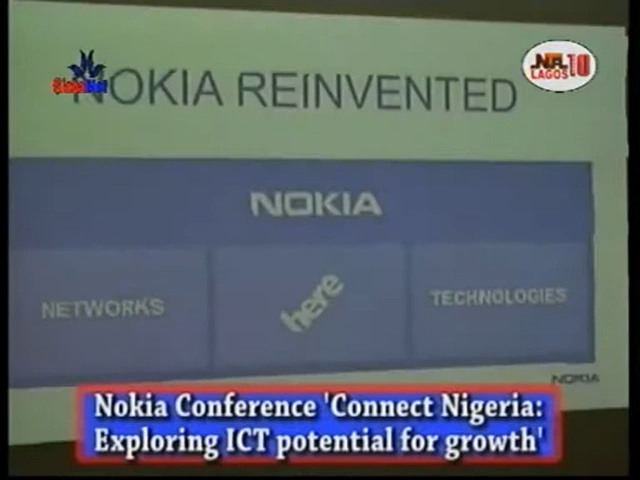 NOKIA REINVENTED
NTA
LAGOS 10
NOKIA
NETWORKS
here
TECHNOLOGIES
NOKIA
Nokia Conference 'Connect Nigeria:
Exploring ICT potential for growth'